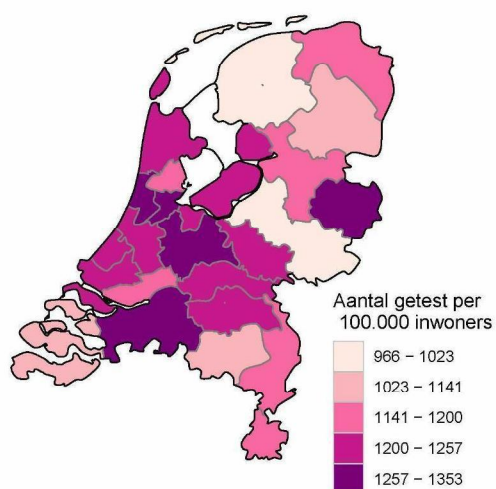 Aantal getest per
100.000 inwoners
966 – 1023
1023 – 1141
1141 – 1200
1200 – 1257
1257 – 1353